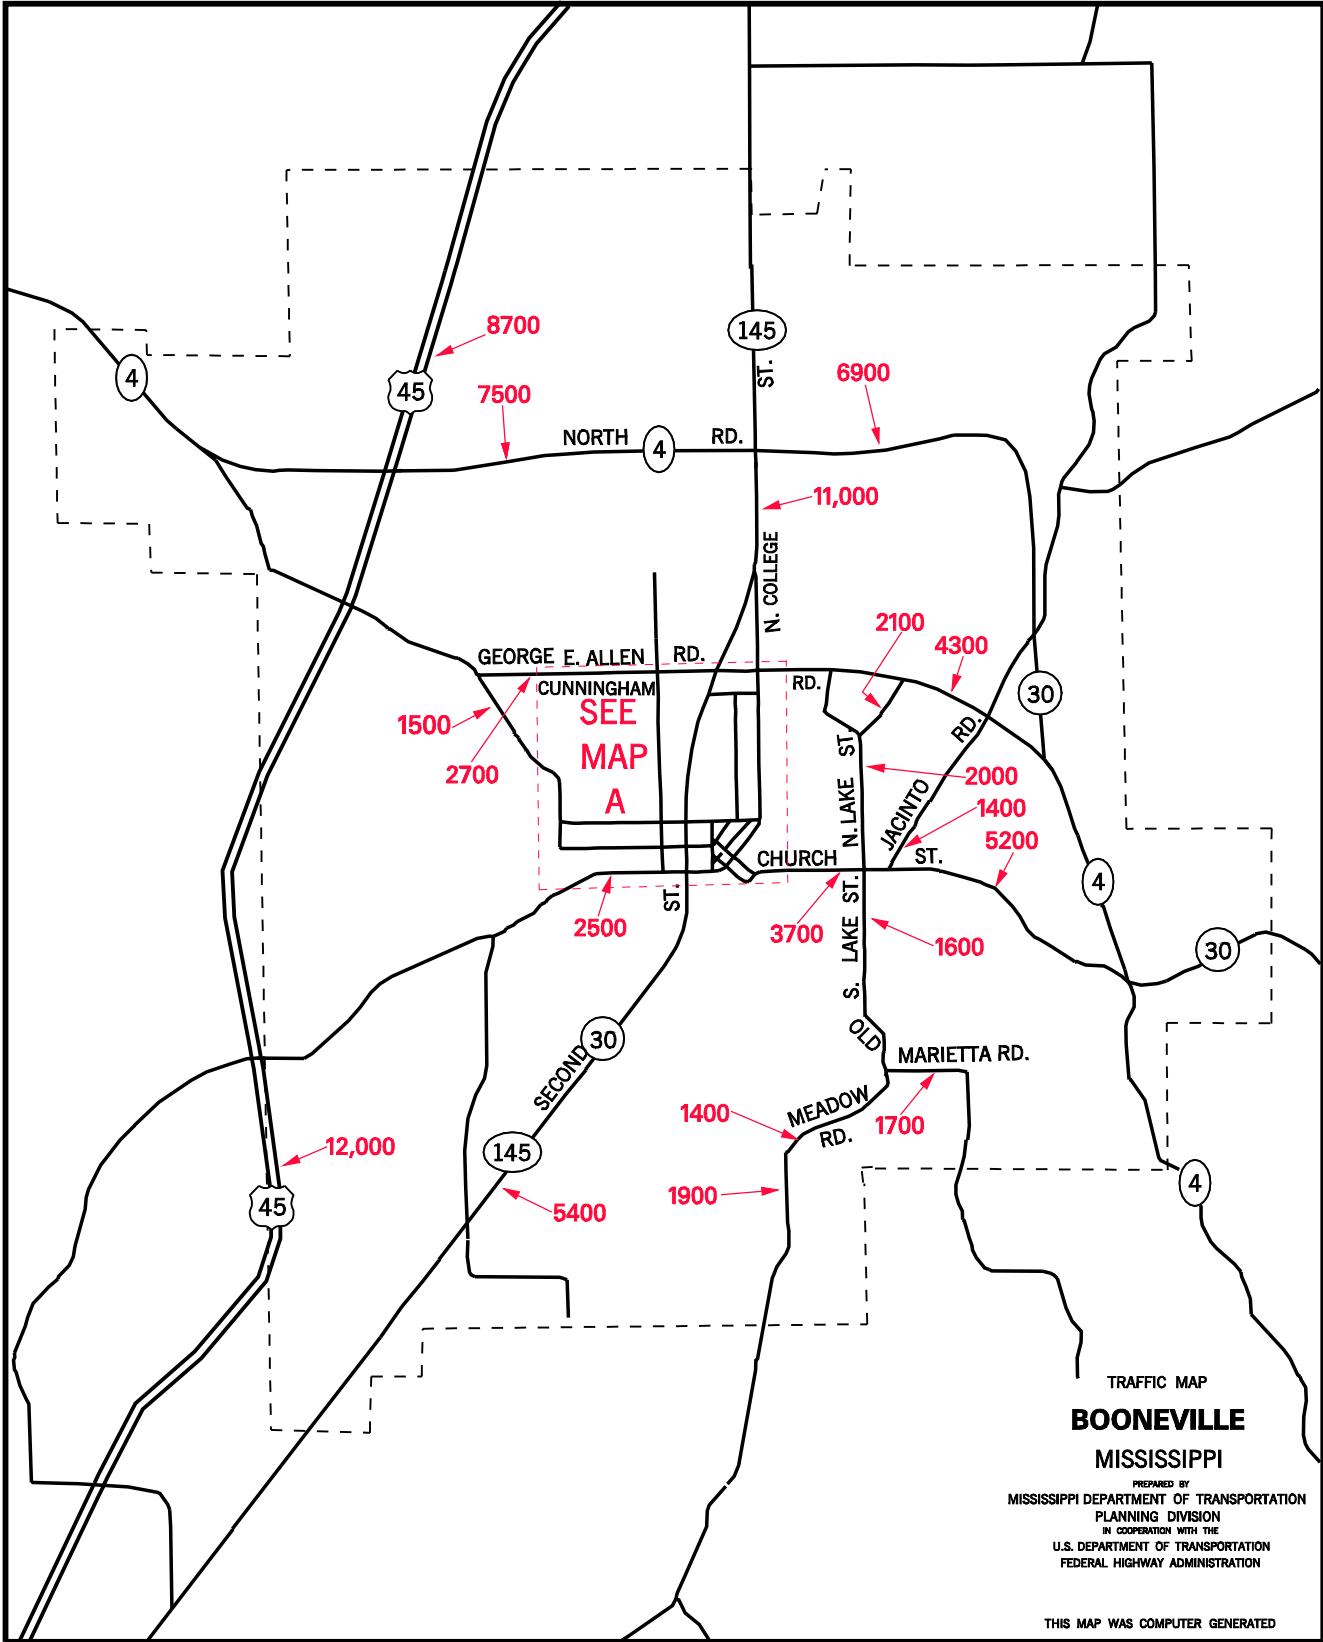 8700
145
ST.
6900
4
45
7500
NORTH
4
RD.
11,000
N. COLLEGE
2100
4300
GEORGE E. ALLEN RD.
CUNNINGHAM
RD.
30
SEE
MAP
A
1500
2700
ST.
RD.
2000
N. LAKE
JACINTO
1400
5200
CHURCH
ST.
4
ST.
ST.
2500
3700
LAKE
1600
30
S.
OLD
30
SECOND
MARIETTA RD.
MEADOW
RD.
1400
1700
12,000
145
45
1900
5400
4
TRAFFIC MAP
BOONEVILLE
MISSISSIPPI
PREPARED BY
MISSISSIPPI DEPARTMENT OF TRANSPORTATION
PLANNING DIVISION
IN COOPERATION WITH THE
U.S. DEPARTMENT OF TRANSPORTATION
FEDERAL HIGHWAY ADMINISTRATION
THIS MAP WAS COMPUTER GENERATED